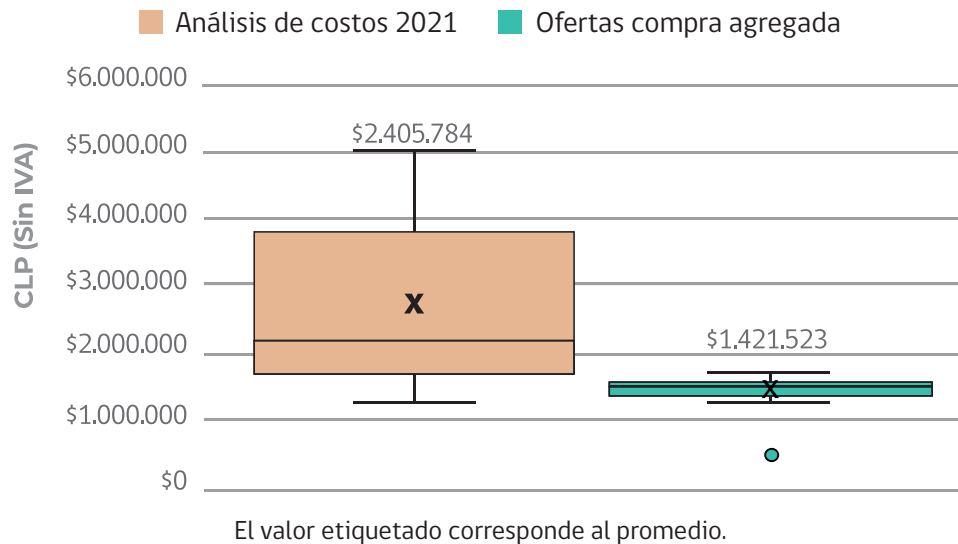 Análisis de costos 2021
Ofertas compra agregada
CLP (Sin IVA)
$6.000.000
$5.000.000
$4.000.000
$3.000.000
$2.000.000
$1.000.000
$0
$2.405.784
x
$1.421.523
x
El valor etiquetado corresponde al promedio.